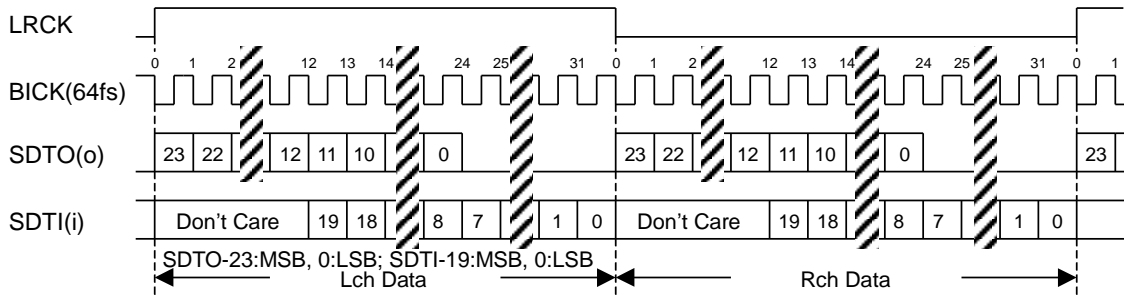 LRCK
0 1 2 12 13 14 24 25 31 0 1 2 12 13 14 24 25 31 0 1
BICK(64fs)
SDTO(o) 23 22 12 11 10 0 23 22 12 11 10 0 23
SDTI(i) Don't Care 19 18 8 7 1 0 Don't Care 19 18 8 7 1 0
SDTO-23:MSB, 0:LSB; SDTI-19:MSB, 0:LSB
Lch Data Rch Data